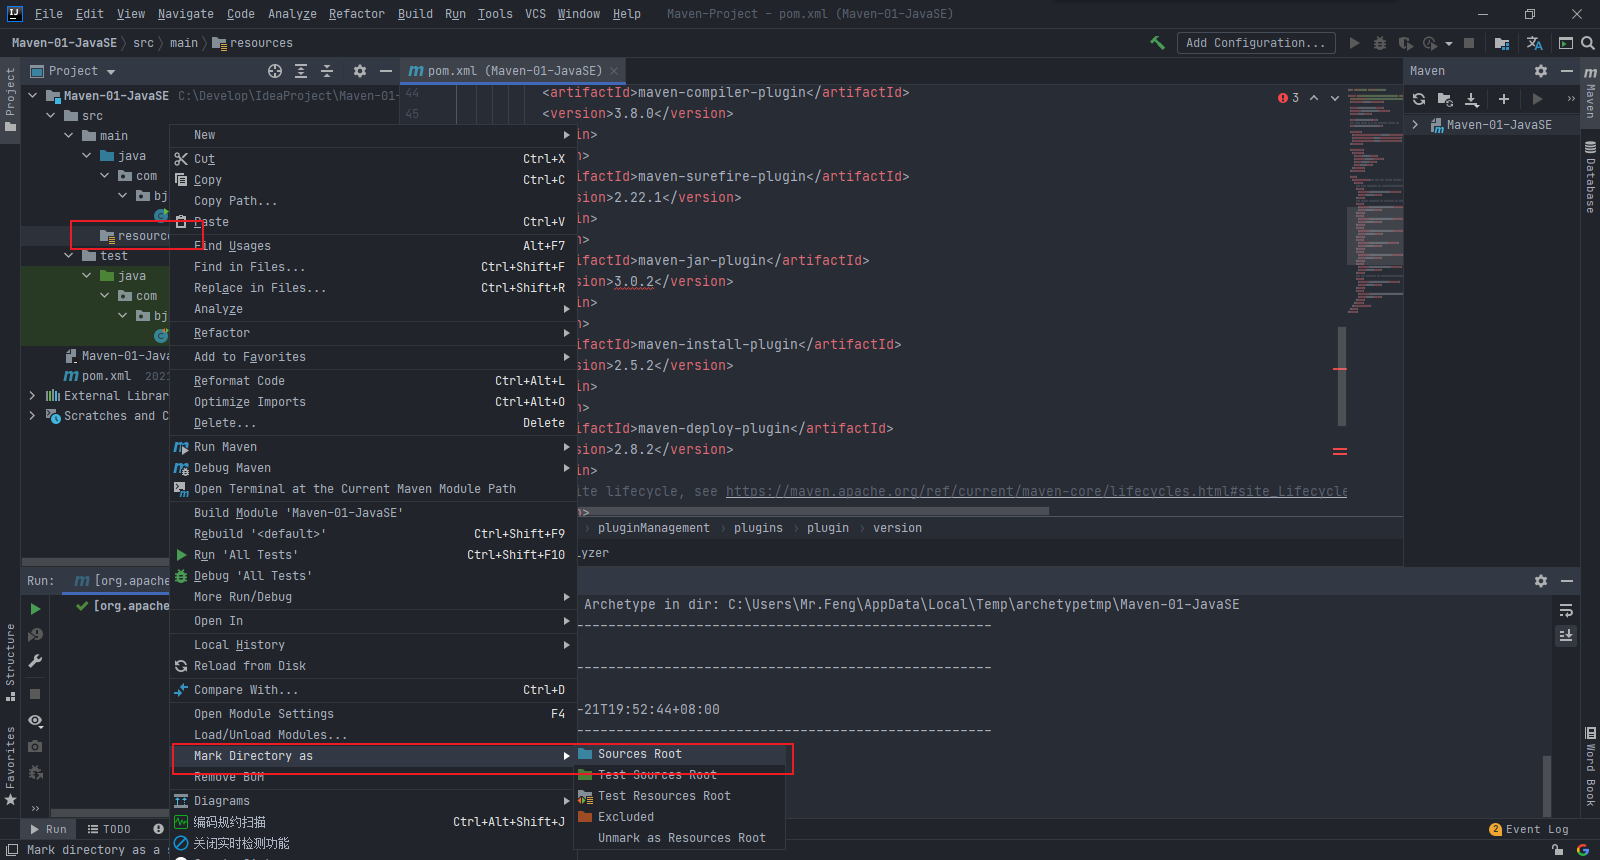 File Edit View Navigate Code Analyze Refactor Build Run Tools VCS Window Help Maven-Project - pom.xml (Maven-01-JavaSE)
Maven-01-JavaSE src main resources
Add Configuration...
Project
Project
pom.xml (Maven-01-JavaSE)
Maven
Maven
Database
Maven-01-JavaSE C:\Develop\IdeaProject\Maven-01-
src
main
java
com
bj
resourc
test
java
com
bj
Maven-01-Java
pom.xml 202
External Librar
Scratches and C
44 <artifactId>maven-compiler-plugin</artifactId>
45 <version>3.8.0</version>
in>
>
ifactId>maven-surefire-plugin</artifactId>
sion>2.22.1</version>
in>
>
ifactId>maven-jar-plugin</artifactId>
sion>3.0.2</version>
in>
>
ifactId>maven-install-plugin</artifactId>
sion>2.5.2</version>
in>
>
ifactId>maven-deploy-plugin</artifactId>
sion>2.8.2</version>
in>
ite lifecycle, see https://maven.apache.org/ref/current/maven-core/lifecycles.html#site_Lifecycle
>
3
pluginManagement plugins plugin version
lyzer
Maven-01-JavaSE
New
Cut Ctrl+X
Copy Ctrl+C
Copy Path...
Paste Ctrl+V
Find Usages Alt+F7
Find in Files... Ctrl+Shift+F
Replace in Files... Ctrl+Shift+R
Analyze
Refactor
Add to Favorites
Reformat Code Ctrl+Alt+L
Optimize Imports Ctrl+Alt+O
Delete... Delete
Run Maven
Debug Maven
Open Terminal at the Current Maven Module Path
Build Module 'Maven-01-JavaSE'
Rebuild '<default>' Ctrl+Shift+F9
Run 'All Tests' Ctrl+Shift+F10
Debug 'All Tests'
More Run/Debug
Open In
Local History
Reload from Disk
Compare With... Ctrl+D
Open Module Settings F4
Load/Unload Modules...
Mark Directory as
Remove BOM
Diagrams
编码规约扫描 Ctrl+Alt+Shift+J
关闭实时检测功能
Sources Root
Test Sources Root
Test Resources Root
Excluded
Unmark as Resources Root
Run: [org.apache
[org.apache
Archetype in dir: C:\Users\Mr.Feng\AppData\Local\Temp\archetypetmp\Maven-01-JavaSE
----------------------------------------------------
----------------------------------------------------
-21T19:52:44+08:00
----------------------------------------------------
Structure
Favorites
Word Book
Run TODO
2 Event Log
Mark directory as a